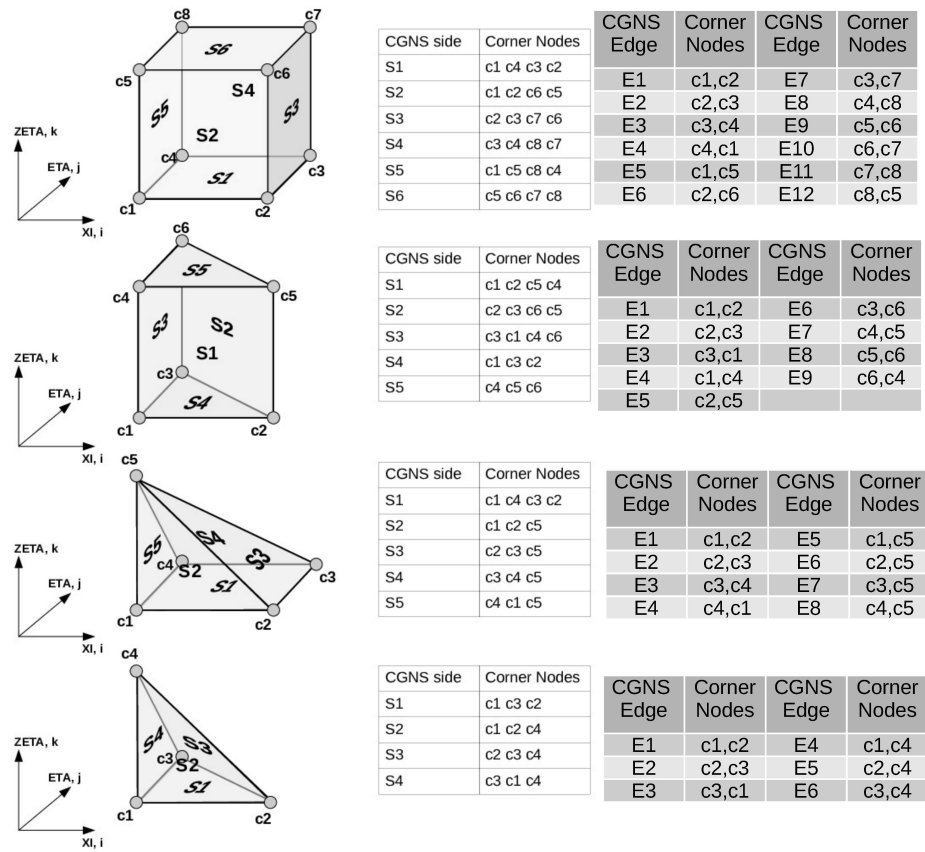 c8
c7
S6
c5
c6
S4
S5
S3
S2
c4
c3
S1
c1
c2
ZETA, k
ETA, j
XI, i
CGNS side Corner Nodes
S1 c1 c4 c3 c2
S2 c1 c2 c6 c5
S3 c2 c3 c7 c6
S4 c3 c4 c8 c7
S5 c1 c5 c8 c4
S6 c5 c6 c7 c8
CGNS Edge Corner Nodes CGNS Edge Corner Nodes
E1 c1,c2 E7 c3,c7
E2 c2,c3 E8 c4,c8
E3 c3,c4 E9 c5,c6
E4 c4,c1 E10 c6,c7
E5 c1,c5 E11 c7,c8
E6 c2,c6 E12 c8,c5
c6
S5
c4
c5
S3
S2
S1
c3
S4
c1
c2
ZETA, k
ETA, j
XI, i
CGNS side Corner Nodes
S1 c1 c2 c5 c4
S2 c2 c3 c6 c5
S3 c3 c1 c4 c6
S4 c1 c3 c2
S5 c4 c5 c6
CGNS Edge Corner Nodes CGNS Edge Corner Nodes
E1 c1,c2 E6 c3,c6
E2 c2,c3 E7 c4,c5
E3 c3,c1 E8 c5,c6
E4 c1,c4 E9 c6,c4
E5 c2,c5
c5
S4
S5
S3
c4
S2
c3
S1
c1
c2
ZETA, k
ETA, j
XI, i
CGNS side Corner Nodes
S1 c1 c4 c3 c2
S2 c1 c2 c5
S3 c2 c3 c5
S4 c3 c4 c5
S5 c4 c1 c5
CGNS Edge Corner Nodes CGNS Edge Corner Nodes
E1 c1,c2 E5 c1,c5
E2 c2,c3 E6 c2,c5
E3 c3,c4 E7 c3,c5
E4 c4,c1 E8 c4,c5
c4
S4
S3
c3
S2
S1
c1
c2
ZETA, k
ETA, j
XI, i
CGNS side Corner Nodes
S1 c1 c3 c2
S2 c1 c2 c4
S3 c2 c3 c4
S4 c3 c1 c4
CGNS Edge Corner Nodes CGNS Edge Corner Nodes
E1 c1,c2 E4 c1,c4
E2 c2,c3 E5 c2,c4
E3 c3,c1 E6 c3,c4